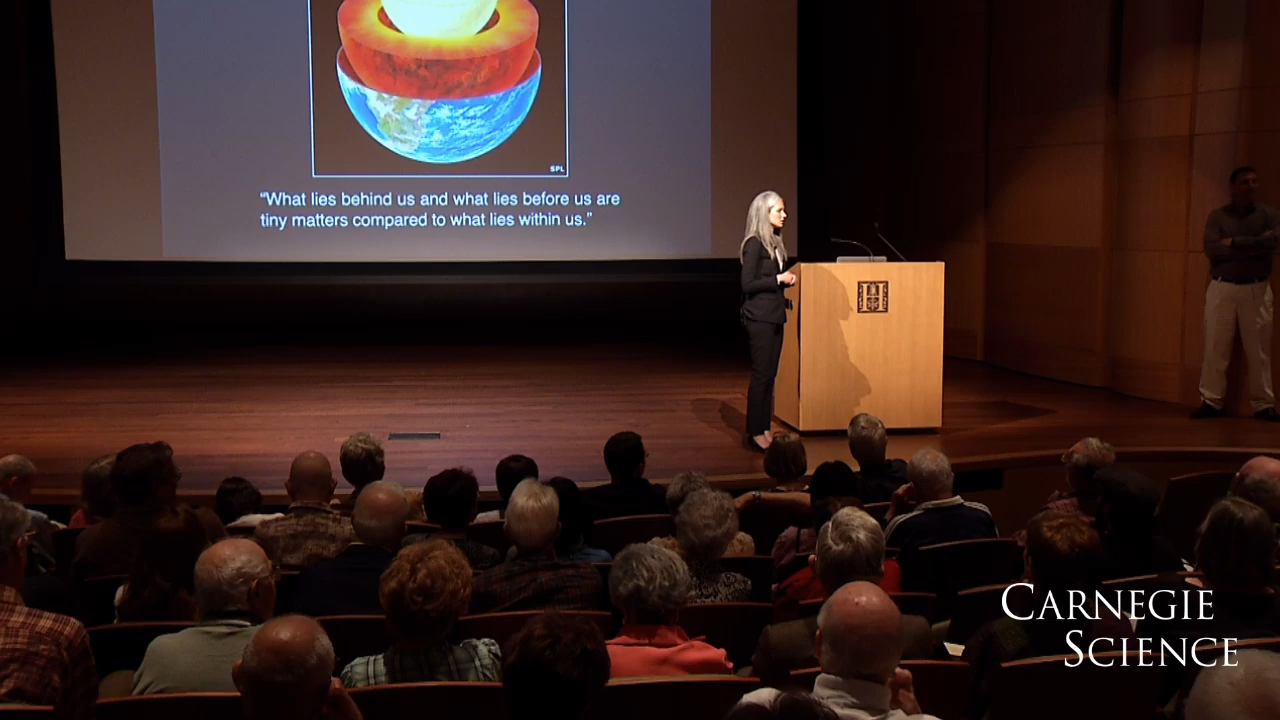 SPL
“What lies behind us and what lies before us are
tiny matters compared to what lies within us.”
CARNEGIE
SCIENCE